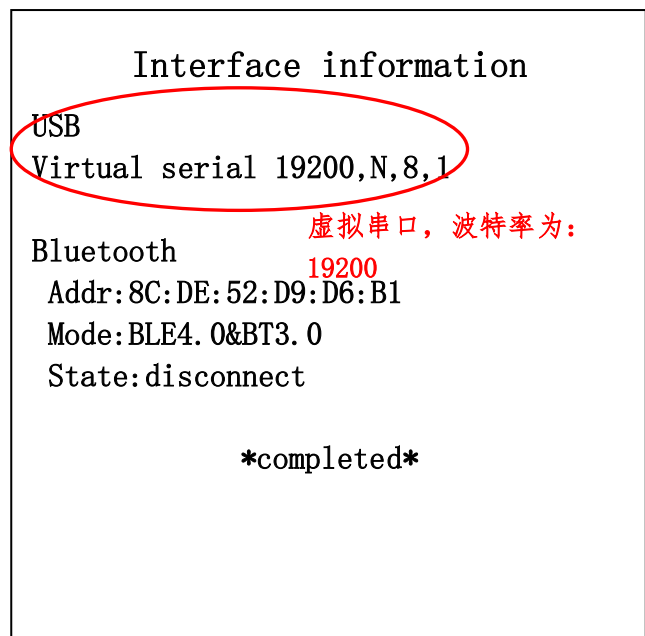 Interface information
USB
Virtual serial 19200,N,8,1
虚拟串口，波特率为：
19200
Bluetooth
Addr:8C:DE:52:D9:D6:B1
Mode:BLE4.0&BT3.0
State:disconnect
*completed*